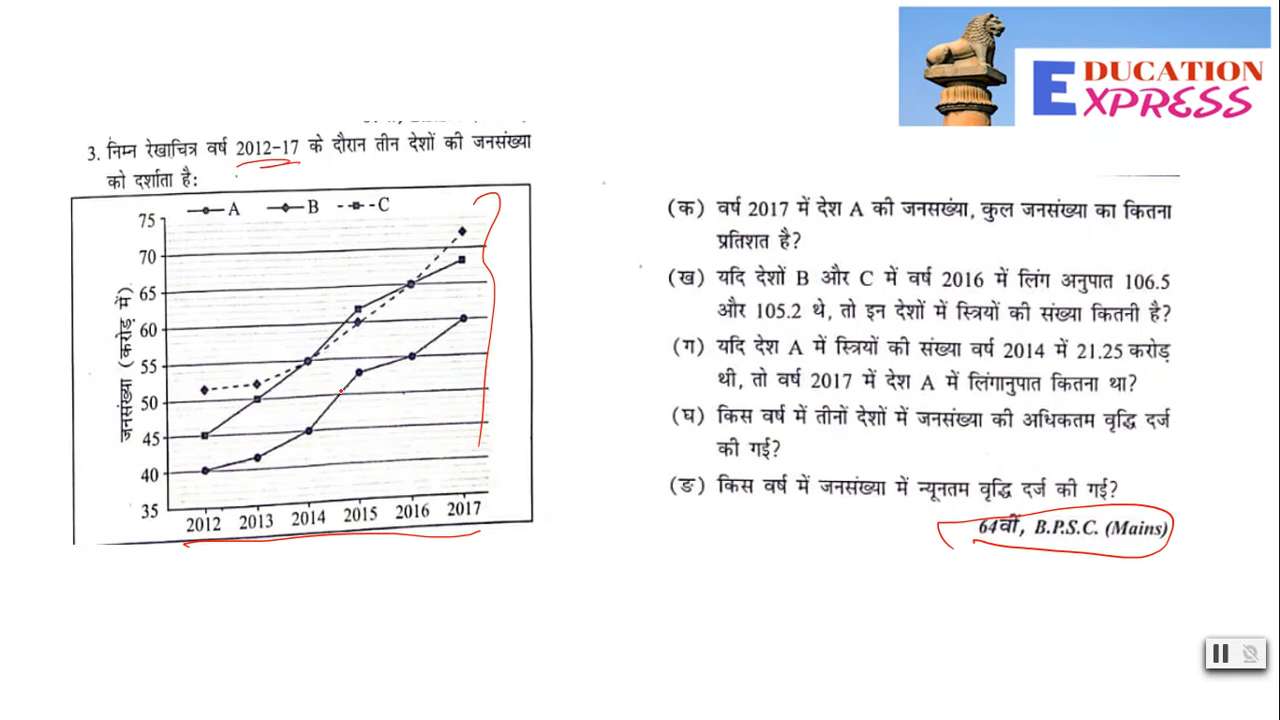 EDUCATION
EXPRESS
3. निम्न रेखाचित्र वर्ष 2012-17 के दौरान तीन देशों की जनसंख्या
को दर्शाता है:
A B C
जनसंख्या (करोड़ में)
75
70
65
60
55
50
45
40
35
2012 2013 2014 2015 2016 2017
(क) वर्ष 2017 में देश A की जनसख्या, कुल जनसंख्या का कितना
प्रतिशत है?
(ख) यदि देशों B और C में वर्ष 2016 में लिंग अनुपात 106.5
और 105.2 थे, तो इन देशों में स्त्रियों की संख्या कितनी है?
(ग) यदि देश A में स्त्रियों की संख्या वर्ष 2014 में 21.25 करोड़
थी, तो वर्ष 2017 में देश A में लिंगानुपात कितना था?
(घ) किस वर्ष में तीनों देशों में जनसंख्या की अधिकतम वृद्धि दर्ज
की गई?
(ङ) किस वर्ष में जनसंख्या में न्यूनतम वृद्धि दर्ज की गई?
64वीं, B.P.S.C. (Mains)